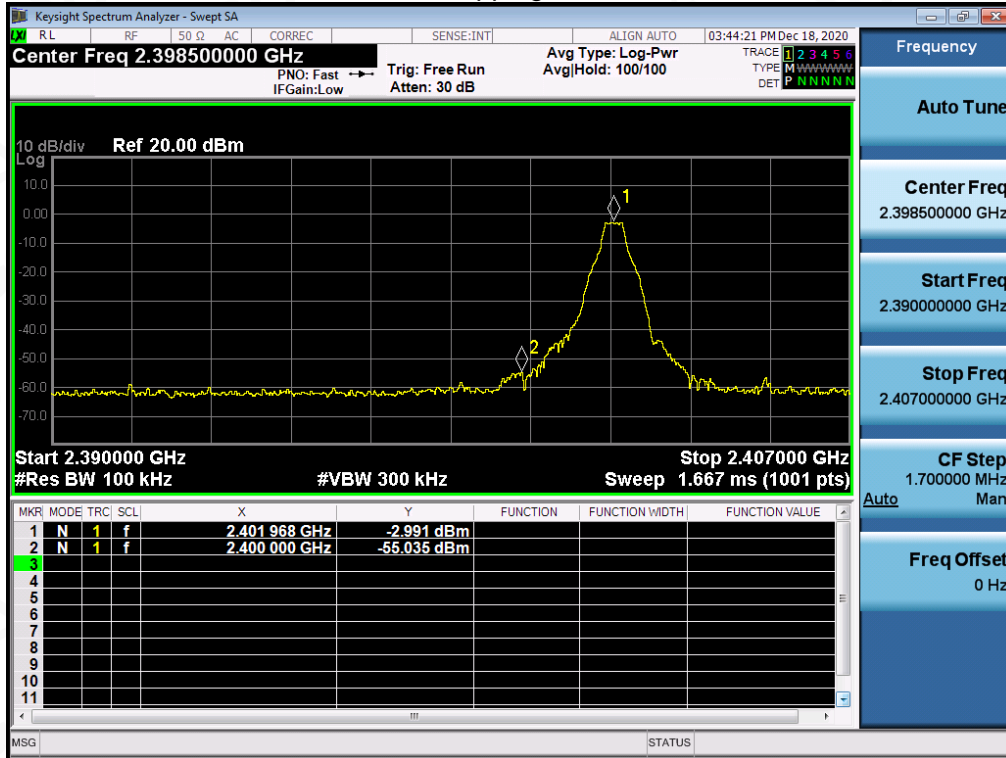 Keysight Spectrum Analyzer - Swept SA
LXI RL RF 50 Ω AC CORREC SENSE:INT ALIGN AUTO 03:44:21 PM Dec 18, 2020
Center Freq 2.398500000 GHz
PNO: Fast
IFGain:Low
Trig: Free Run
Atten: 30 dB
Avg Type: Log-Pwr
Avg|Hold: 100/100
TRACE 1 2 3 4 5 6
TYPE M WWWWW
DET P N N N N N
10 dB/div Ref 20.00 dBm
Log
10.0
0.00
-10.0
-20.0
-30.0
-40.0
-50.0
-60.0
-70.0
1
2
Start 2.390000 GHz Stop 2.407000 GHz
#Res BW 100 kHz #VBW 300 kHz Sweep 1.667 ms (1001 pts)
MKR MODE TRC SCL X Y FUNCTION FUNCTION WIDTH FUNCTION VALUE
1 N 1 f 2.401 968 GHz -2.991 dBm
2 N 1 f 2.400 000 GHz -55.035 dBm
3
4
5
6
7
8
9
10
11
MSG STATUS
Frequency
Auto Tune
Center Freq
2.398500000 GHz
Start Freq
2.390000000 GHz
Stop Freq
2.407000000 GHz
CF Step
1.700000 MHz
Auto Man
Freq Offset
0 Hz